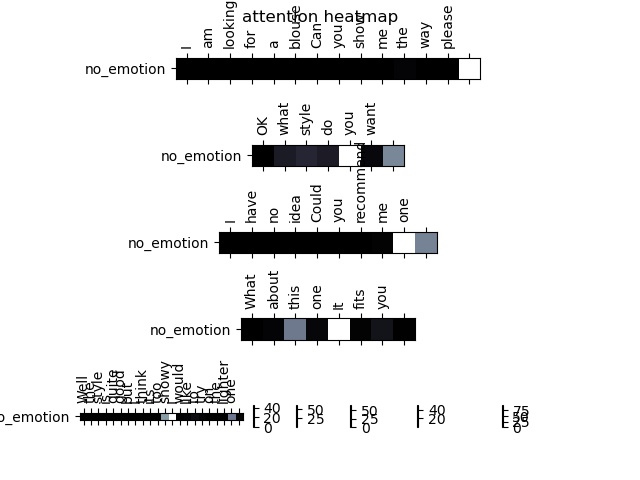 attention heatmap
I am looking for a blouse Can you show me the way please
no_emotion
OK what style do you want
no_emotion
I have no idea Could you recommend me one
no_emotion
What about this one It fits you
no_emotion
Well the style is quite good but I think its too showy I would like to try on the lighter one
no_emotion
40 20 0
50 25
50 25 0
40 20
75 50 25 0